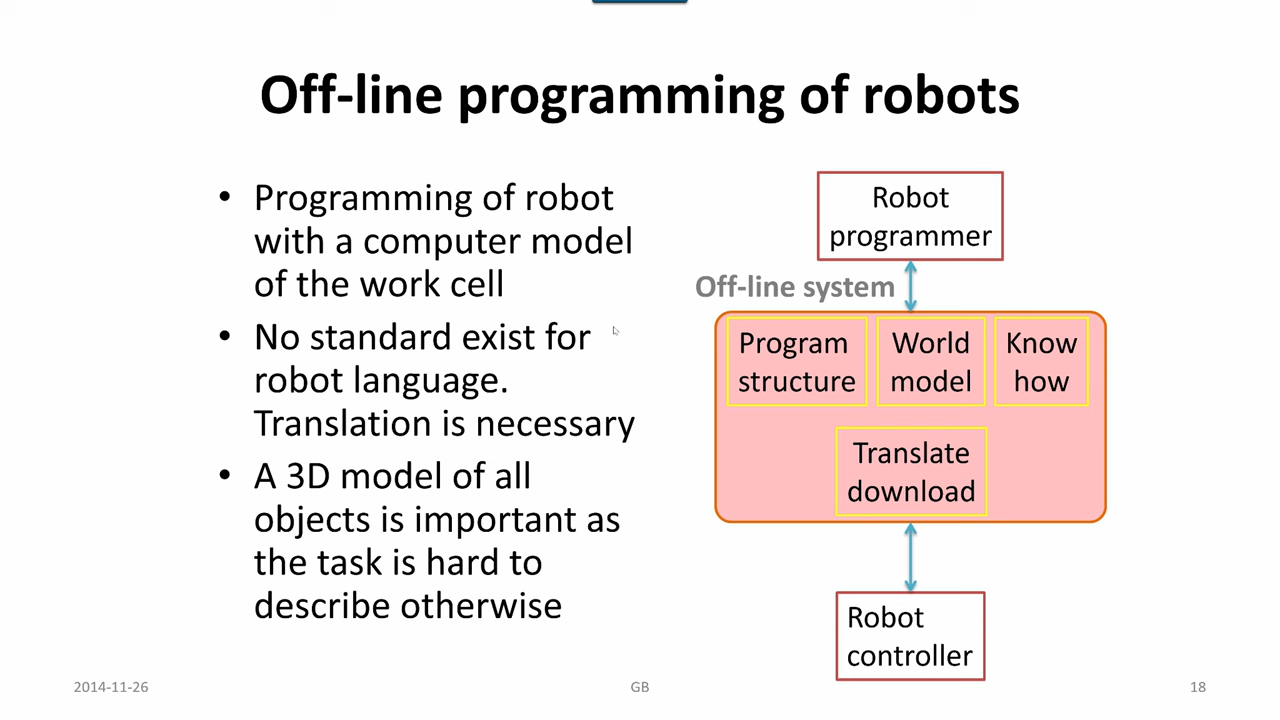 Off-line programming of robots
• Programming of robot
with a computer model
of the work cell
• No standard exist for
robot language.
Translation is necessary
• A 3D model of all
objects is important as
the task is hard to
describe otherwise
Robot
programmer
Off-line system
Program
structure
World
model
Know
how
Translate
download
Robot
controller
2014-11-26
GB
18